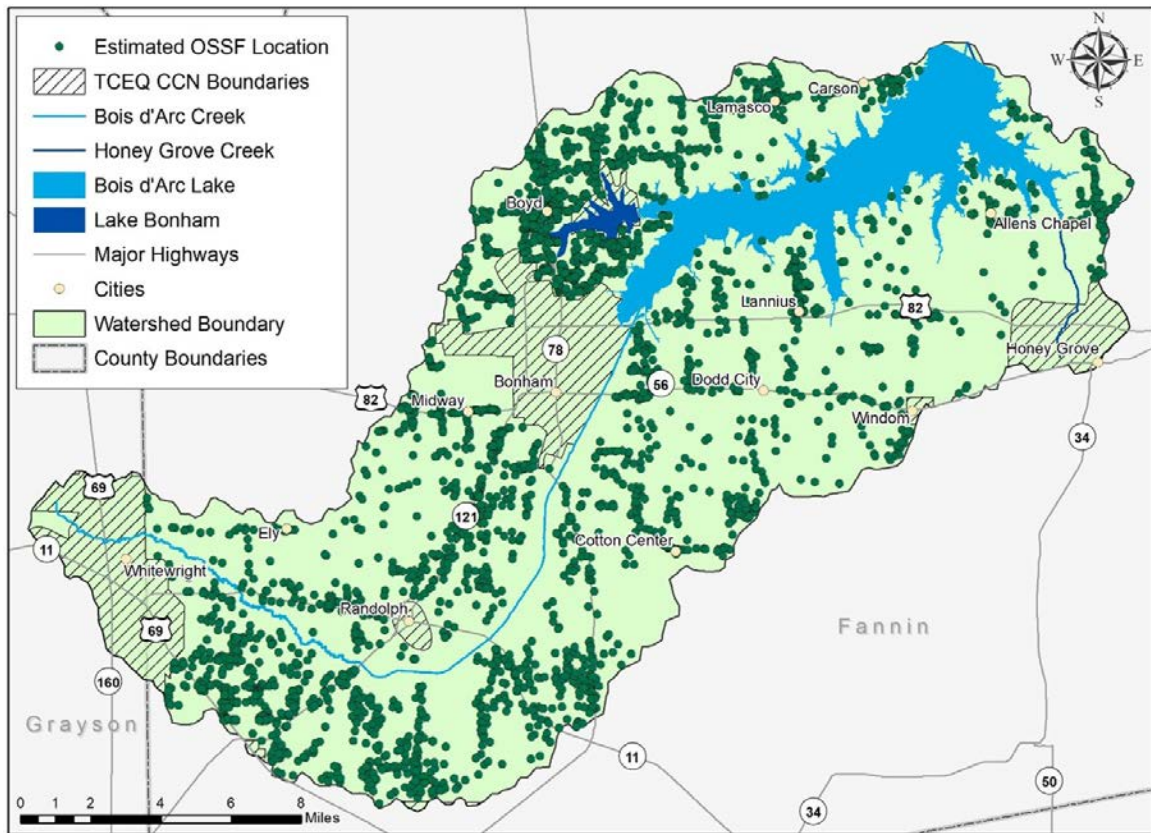 Estimated OSSF Location
TCEQ CCN Boundaries
Bois d'Arc Creek
Honey Grove Creek
Bois d'Arc Lake
Lake Bonham
Major Highways
Cities
Watershed Boundary
County Boundaries
N
W E
S
Carson
Lamasco
Boyd
Allens Chapel
Lannius
82
Honey Grove
78
Bonham
56
Dodd City
82
Midway
Windom
34
69
121
Ely
Cotton Center
11
Whitewright
Randolph
69
Fannin
160
Grayson
11
50
34
0 1 2 4 6 8
Miles